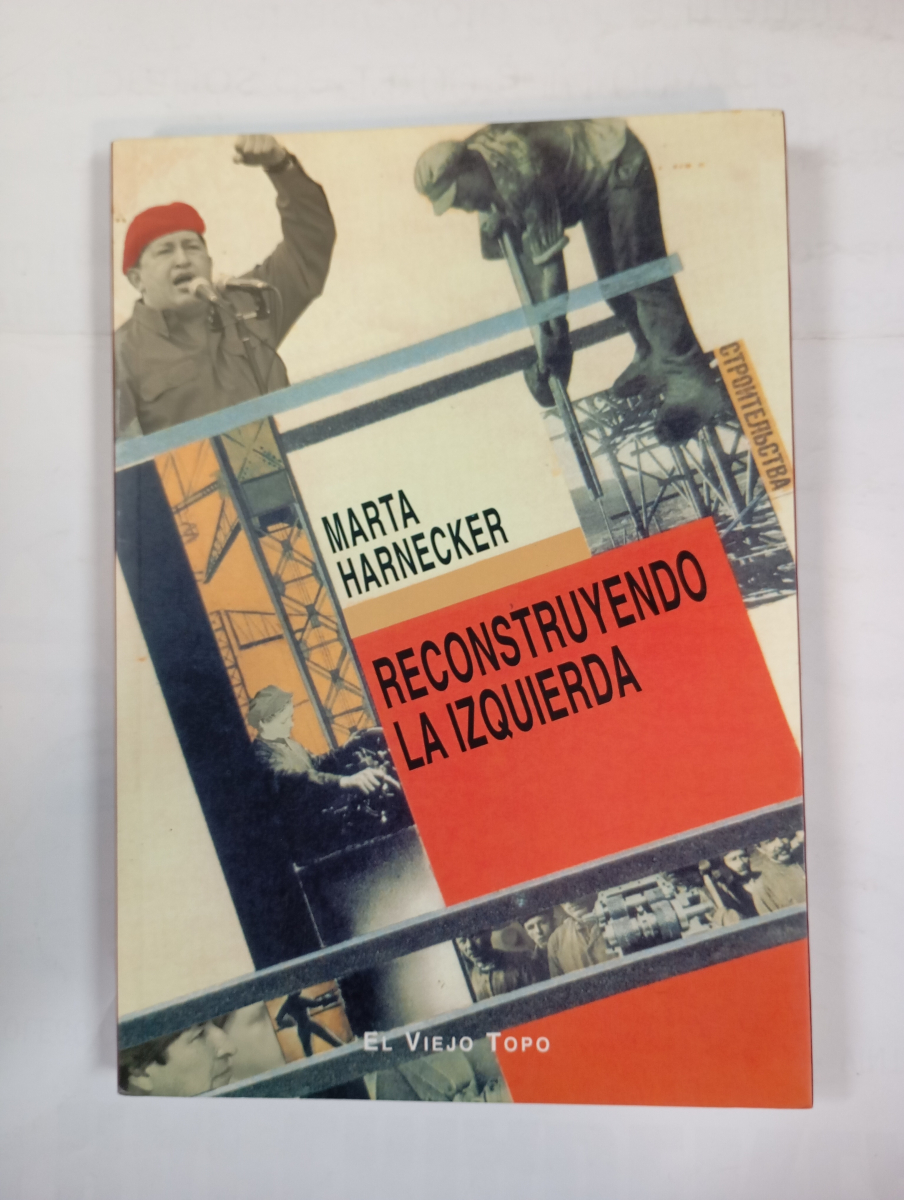 СТРОИТЕЛЬСТВА
MARTA
HARNECKER
RECONSTRUYENDO
LA IZQUIERDA
EL VIEJO TOPO